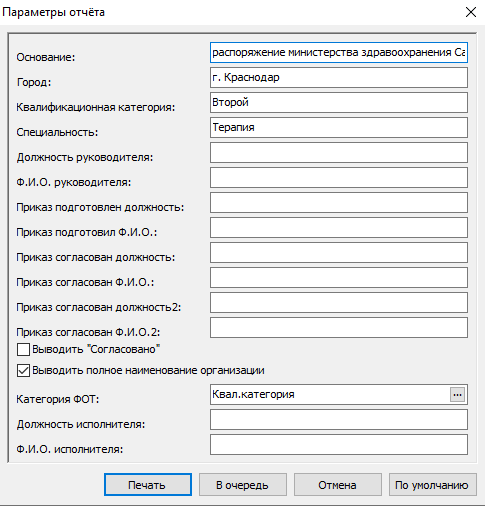 Параметры отчёта
Основание: распоряжение министерства здравоохранения Са
Город: г. Краснодар
Квалификационная категория: Второй
Специальность: Терапия
Должность руководителя:
Ф.И.О. руководителя:
Приказ подготовлен должность:
Приказ подготовил Ф.И.О.:
Приказ согласован должность:
Приказ согласован Ф.И.О.:
Приказ согласован должность2:
Приказ согласован Ф.И.О.2:
Выводить "Согласовано"
Выводить полное наименование организации
Категория ФОТ: Квал.категория ...
Должность исполнителя:
Ф.И.О. исполнителя:
Печать В очередь Отмена По умолчанию